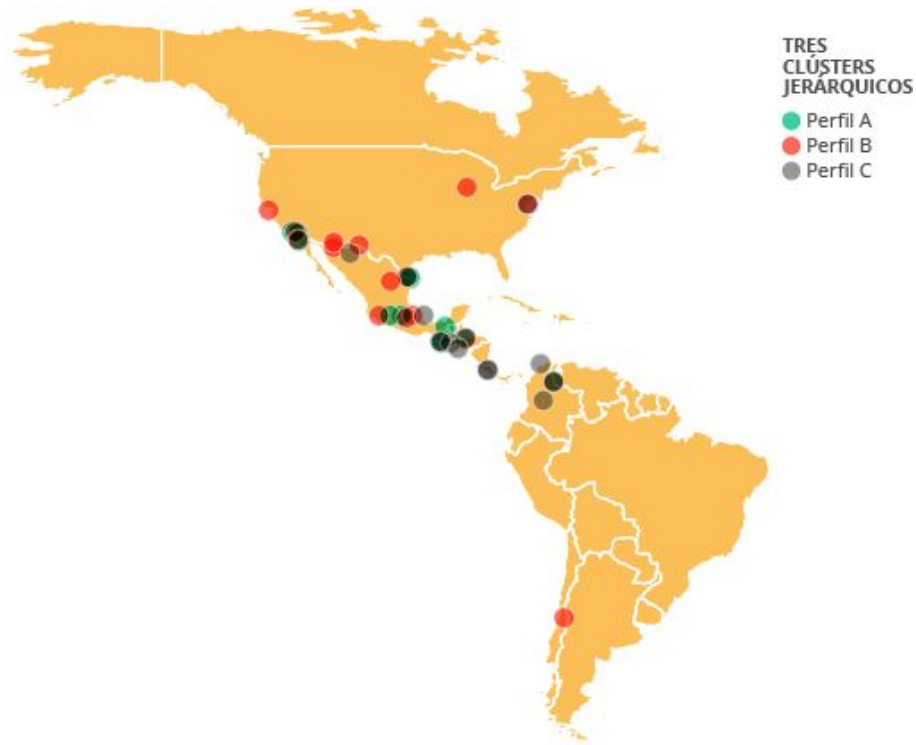 TRES
CLÚSTERS
JERÁRQUICOS
Perfil A
Perfil B
Perfil C